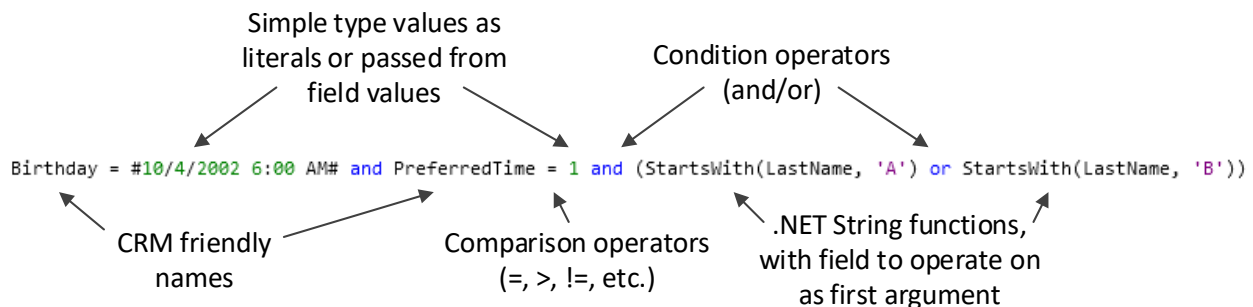 Simple type values as
literals or passed from
field values
Condition operators
(and/or)
Birthday = #10/4/2002 6:00 AM# and PreferredTime = 1 and (StartsWith(LastName, 'A') or StartsWith(LastName, 'B'))
CRM friendly
names
Comparison operators
(=, >, !=, etc.)
.NET String functions,
with field to operate on
as first argument